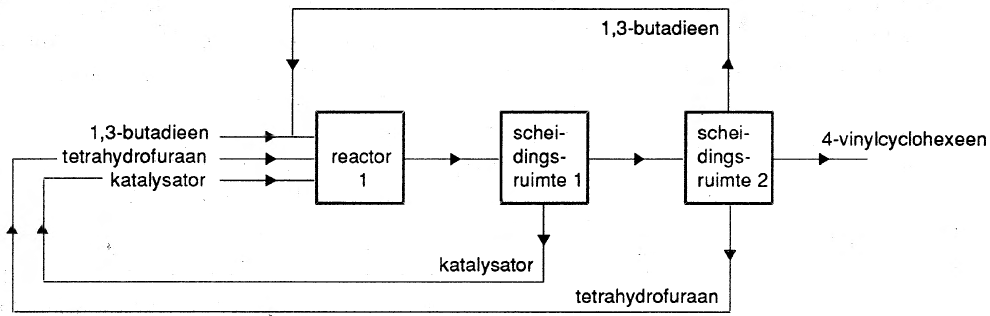 1,3-butadieen
1,3-butadieen
tetrahydrofuraan
katalysator
reactor
1
schei-
dings-
ruimte 1
schei-
dings-
ruimte 2
4-vinylcyclohexeen
katalysator
tetrahydrofuraan